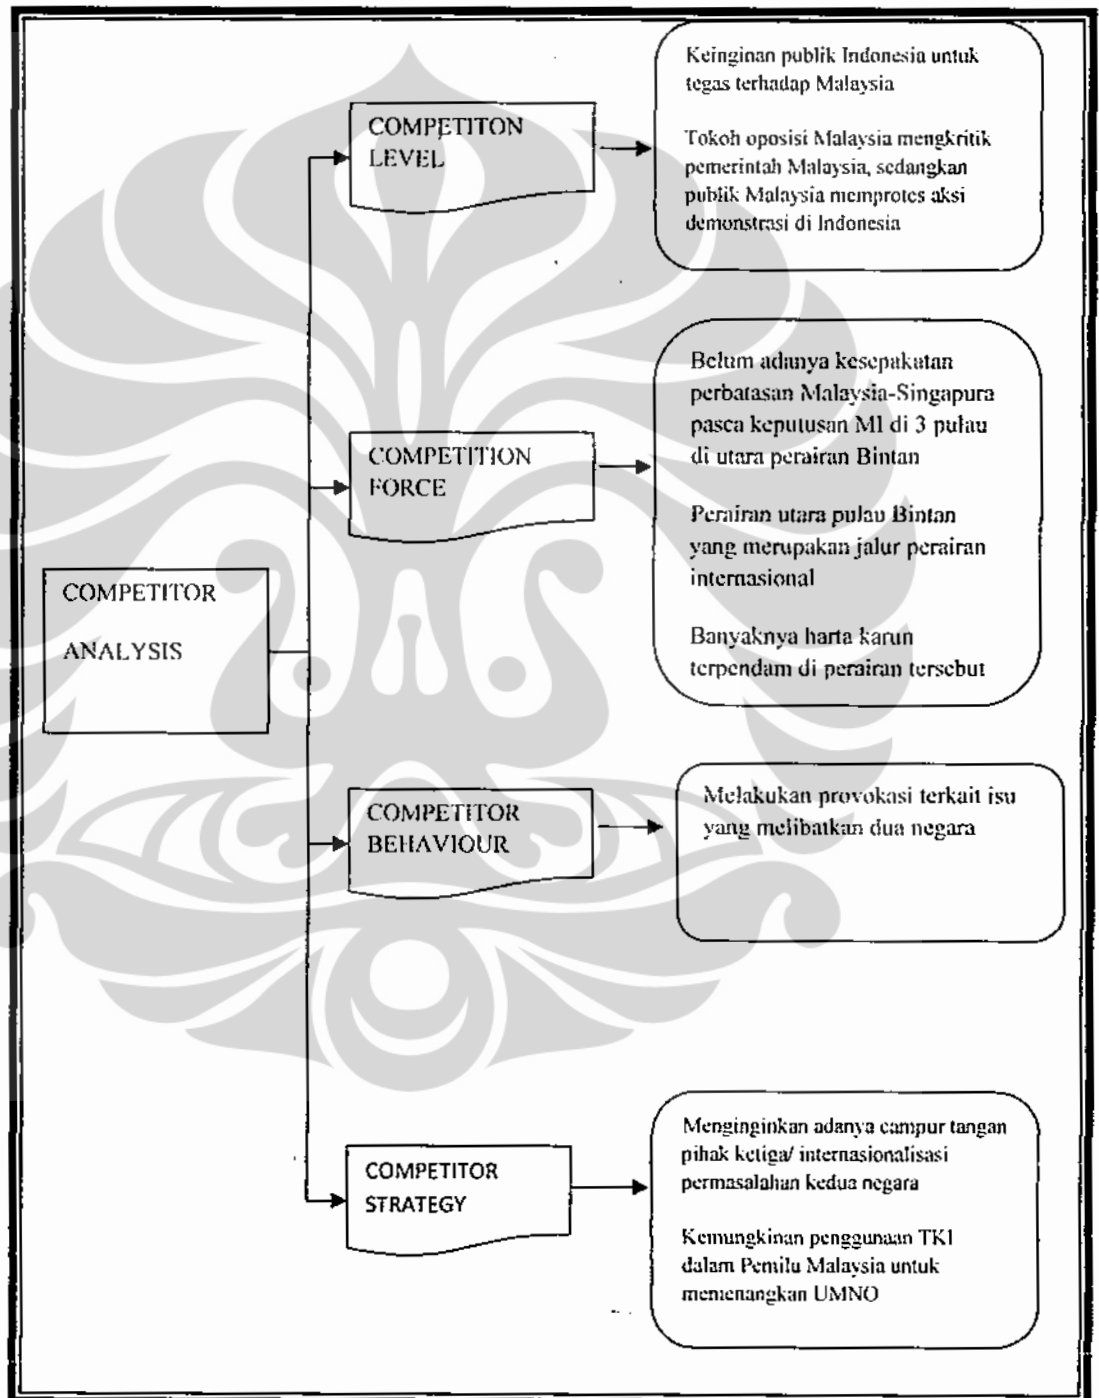 COMPETITON
LEVEL
Keinginan publik Indonesia untuk
tegas terhadap Malaysia
Tokoh oposisi Malaysia mengkritik
pemerintah Malaysia, sedangkan
publik Malaysia memprotes aksi
demonstrasi di Indonesia
COMPETITION
FORCE
Belum adanya kesepakatan
perbatasan Malaysia-Singapura
pasca keputusan MI di 3 pulau
di utara perairan Bintan
Perairan utara pulau Bintan
yang merupakan jalur perairan
internasional
Banyaknya harta karun
terpendam di perairan tersebut
COMPETITOR
ANALYSIS
COMPETITOR
BEHAVIOUR
Melakukan provokasi terkait isu
yang melibatkan dua negara
COMPETITOR
STRATEGY
Menginginkan adanya campur tangan
pihak ketiga/ internasionalisasi
permasalahan kedua negara
Kemungkinan penggunaan TKI
dalam Pemilu Malaysia untuk
memenangkan UMNO